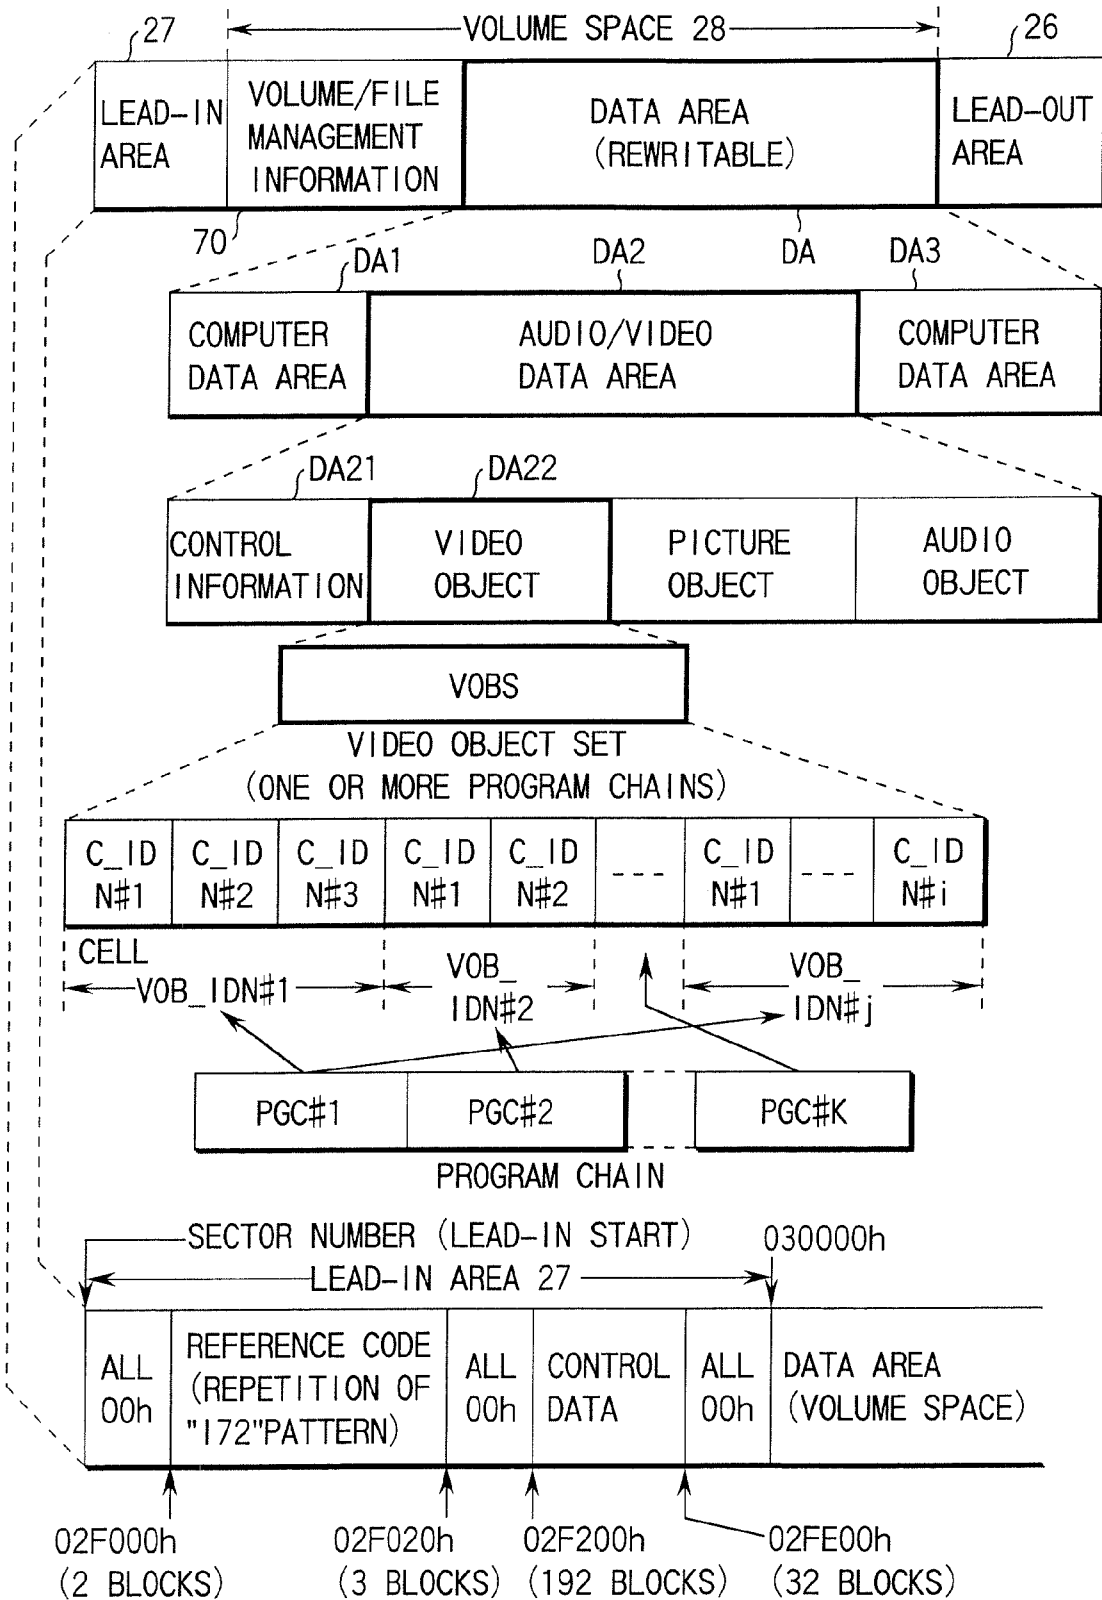 27
VOLUME SPACE 28
26
LEAD-IN
AREA
VOLUME/FILE
MANAGEMENT
INFORMATION
DATA AREA
(REWRITABLE)
LEAD-OUT
AREA
70
DA
DA1
DA2
DA3
COMPUTER
DATA AREA
AUDIO/VIDEO
DATA AREA
COMPUTER
DATA AREA
DA21
DA22
CONTROL
INFORMATION
VIDEO
OBJECT
PICTURE
OBJECT
AUDIO
OBJECT
VOBS
VIDEO OBJECT SET
(ONE OR MORE PROGRAM CHAINS)
C_ID
N#1
C_ID
N#2
C_ID
N#3
C_ID
N#1
C_ID
N#2
----
C_ID
N#1
----
C_ID
N#i
CELL
VOB_IDN#1
VOB_
IDN#2
VOB_
IDN#j
PGC#1
PGC#2
PGC#K
PROGRAM CHAIN
SECTOR NUMBER (LEAD-IN START)
030000h
LEAD-IN AREA 27
ALL
00h
REFERENCE CODE
(REPETITION OF
"172"PATTERN)
ALL
00h
CONTROL
DATA
ALL
00h
DATA AREA
(VOLUME SPACE)
02F000h
(2 BLOCKS)
02F020h
(3 BLOCKS)
02F200h
(192 BLOCKS)
02FE00h
(32 BLOCKS)